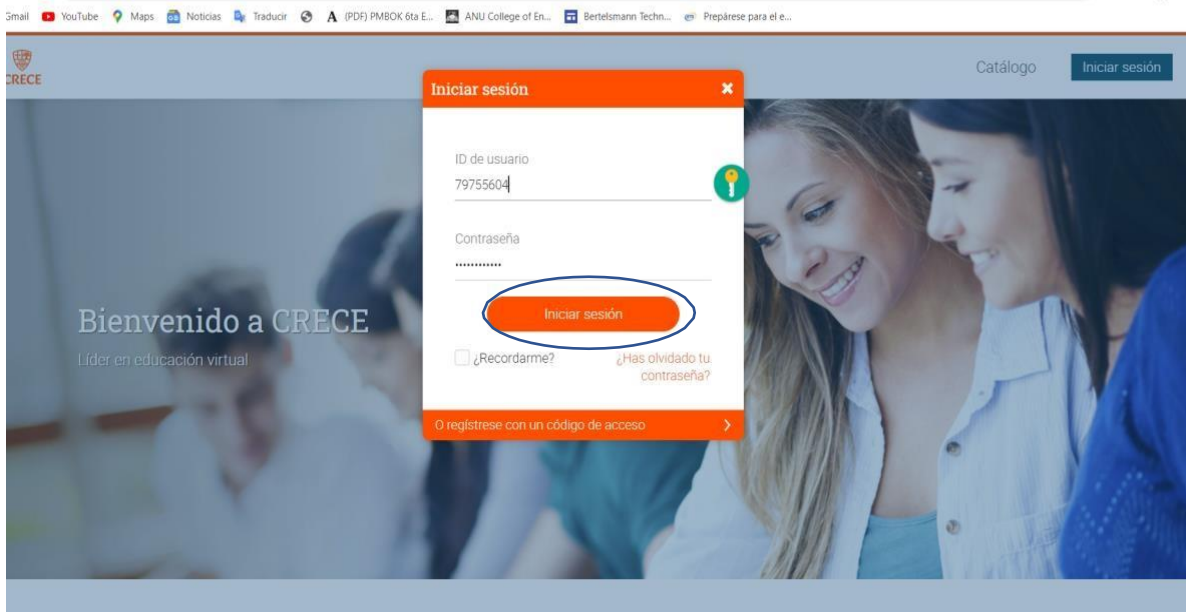 Gmail YouTube Maps Noticias Traducir (PDF) PMBOK 6ta E... ANU College of En... Bertelsmann Techn... Prepàrese para el e...
CRECE
Catálogo
Iniciar sesión
Iniciar sesión
ID de usuario
79755604
Contraseña
............
Iniciar sesión
¿Recordarme?
¿Has olvidado tu
contraseña?
O regístrese con un código de acceso
Bienvenido a CRECE
Líder en educación virtual